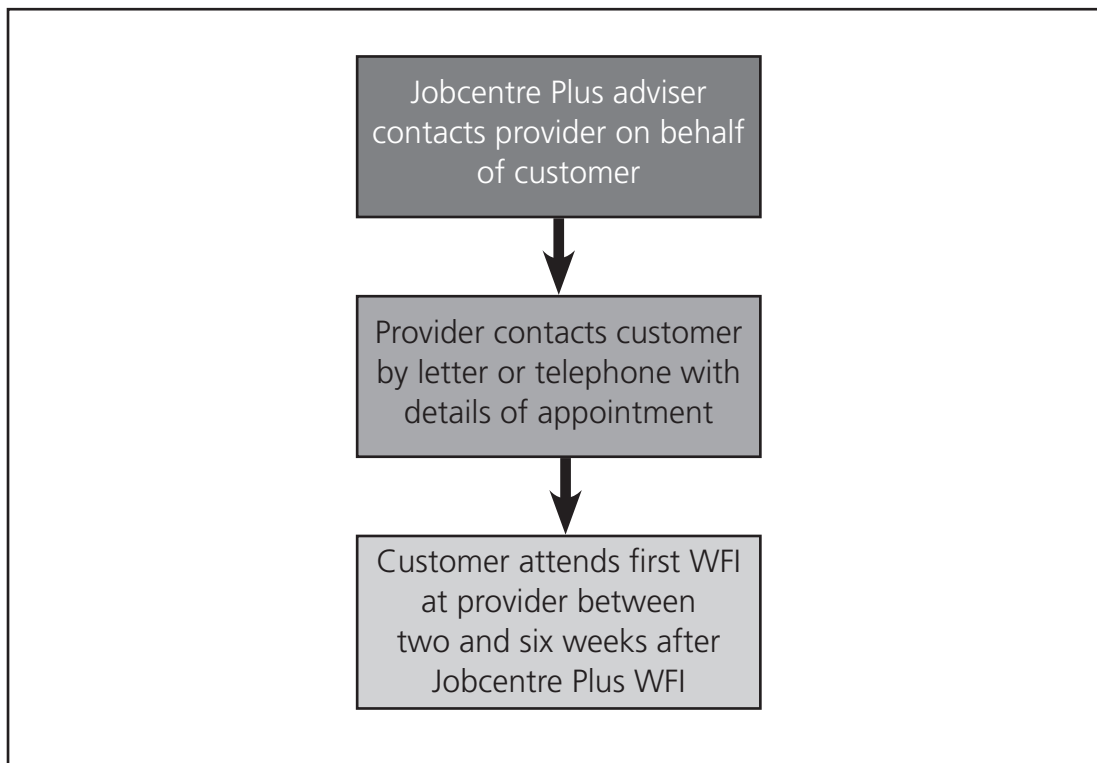 Jobcentre Plus adviser
contacts provider on behalf
of customer
Provider contacts customer
by letter or telephone with
details of appointment
Customer attends first WFI
at provider between
two and six weeks after
Jobcentre Plus WFI